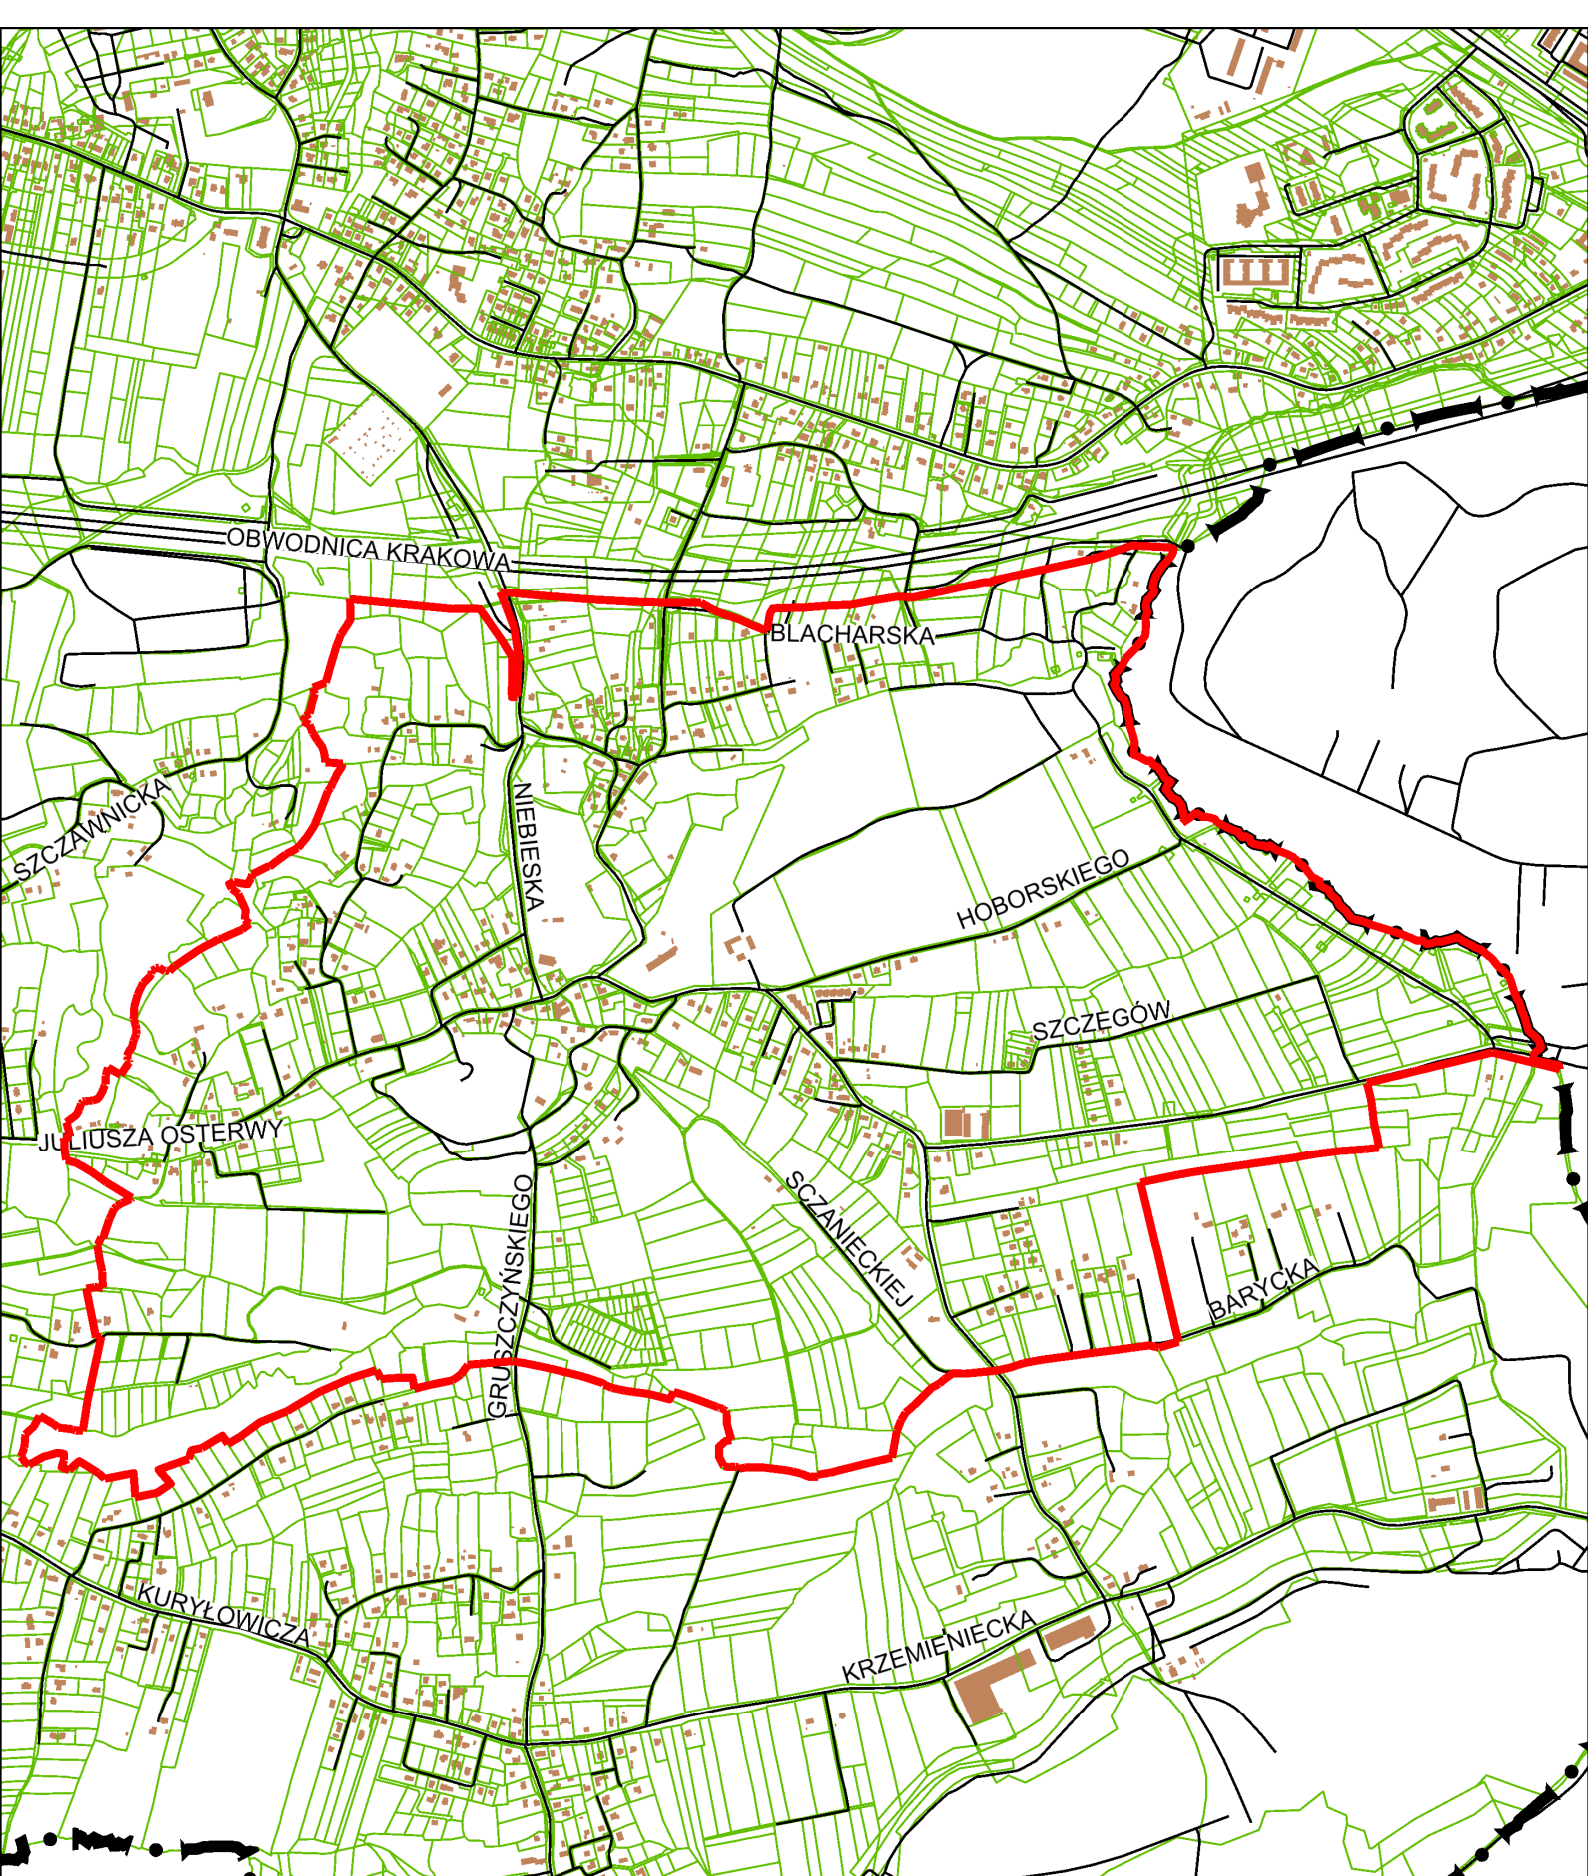 OBWODNICA KRAKOWA
BLACHARSKA
SZCZAWNICKA
NIEBIESKA
HOBORSKIEGO
SZCZEGÓW
JULIUSZA OSTERWY
SCZANIECKIEJ
GRUSZCZYŃSKIEGO
BARYCKA
KURYŁOWICZA
KRZEMIENIECKA